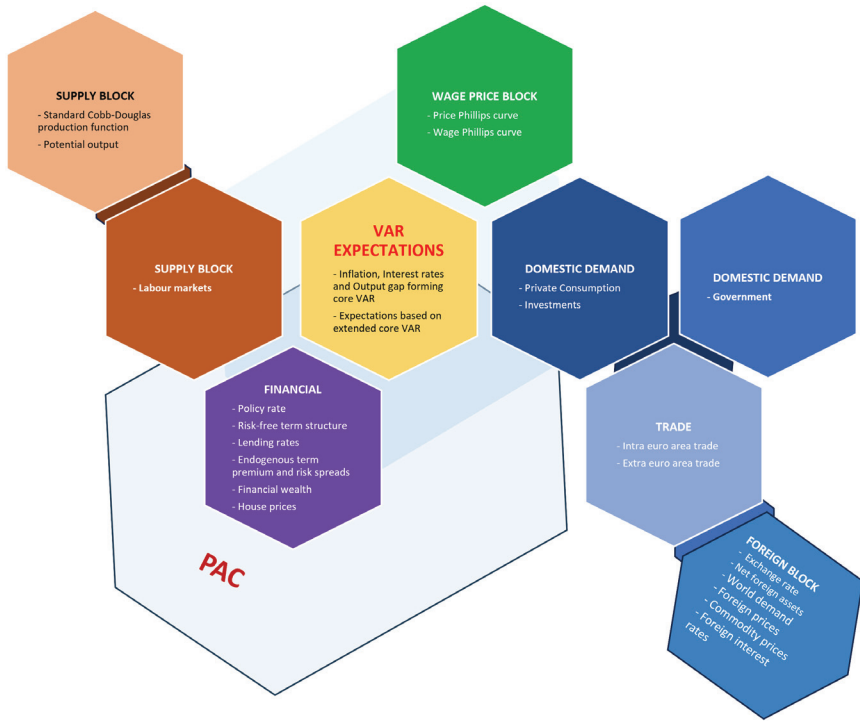 SUPPLY BLOCK
- Standard Cobb-Douglas
production function
- Potential output
WAGE PRICE BLOCK
- Price Phillips curve
- Wage Phillips curve
SUPPLY BLOCK
- Labour markets
VAR
EXPECTATIONS
- Inflation, Interest rates
and Output gap forming
core VAR
- Expectations based on
extended core VAR
DOMESTIC DEMAND
- Private Consumption
- Investments
DOMESTIC DEMAND
- Government
FINANCIAL
- Policy rate
- Risk-free term structure
- Lending rates
- Endogenous term
premium and risk spreads
- Financial wealth
- House prices
TRADE
- Intra euro area trade
- Extra euro area trade
PAC
FOREIGN BLOCK
- Exchange rate
- Net foreign assets
- World demand
- Foreign prices
- Commodity prices
- Foreign interest
rates